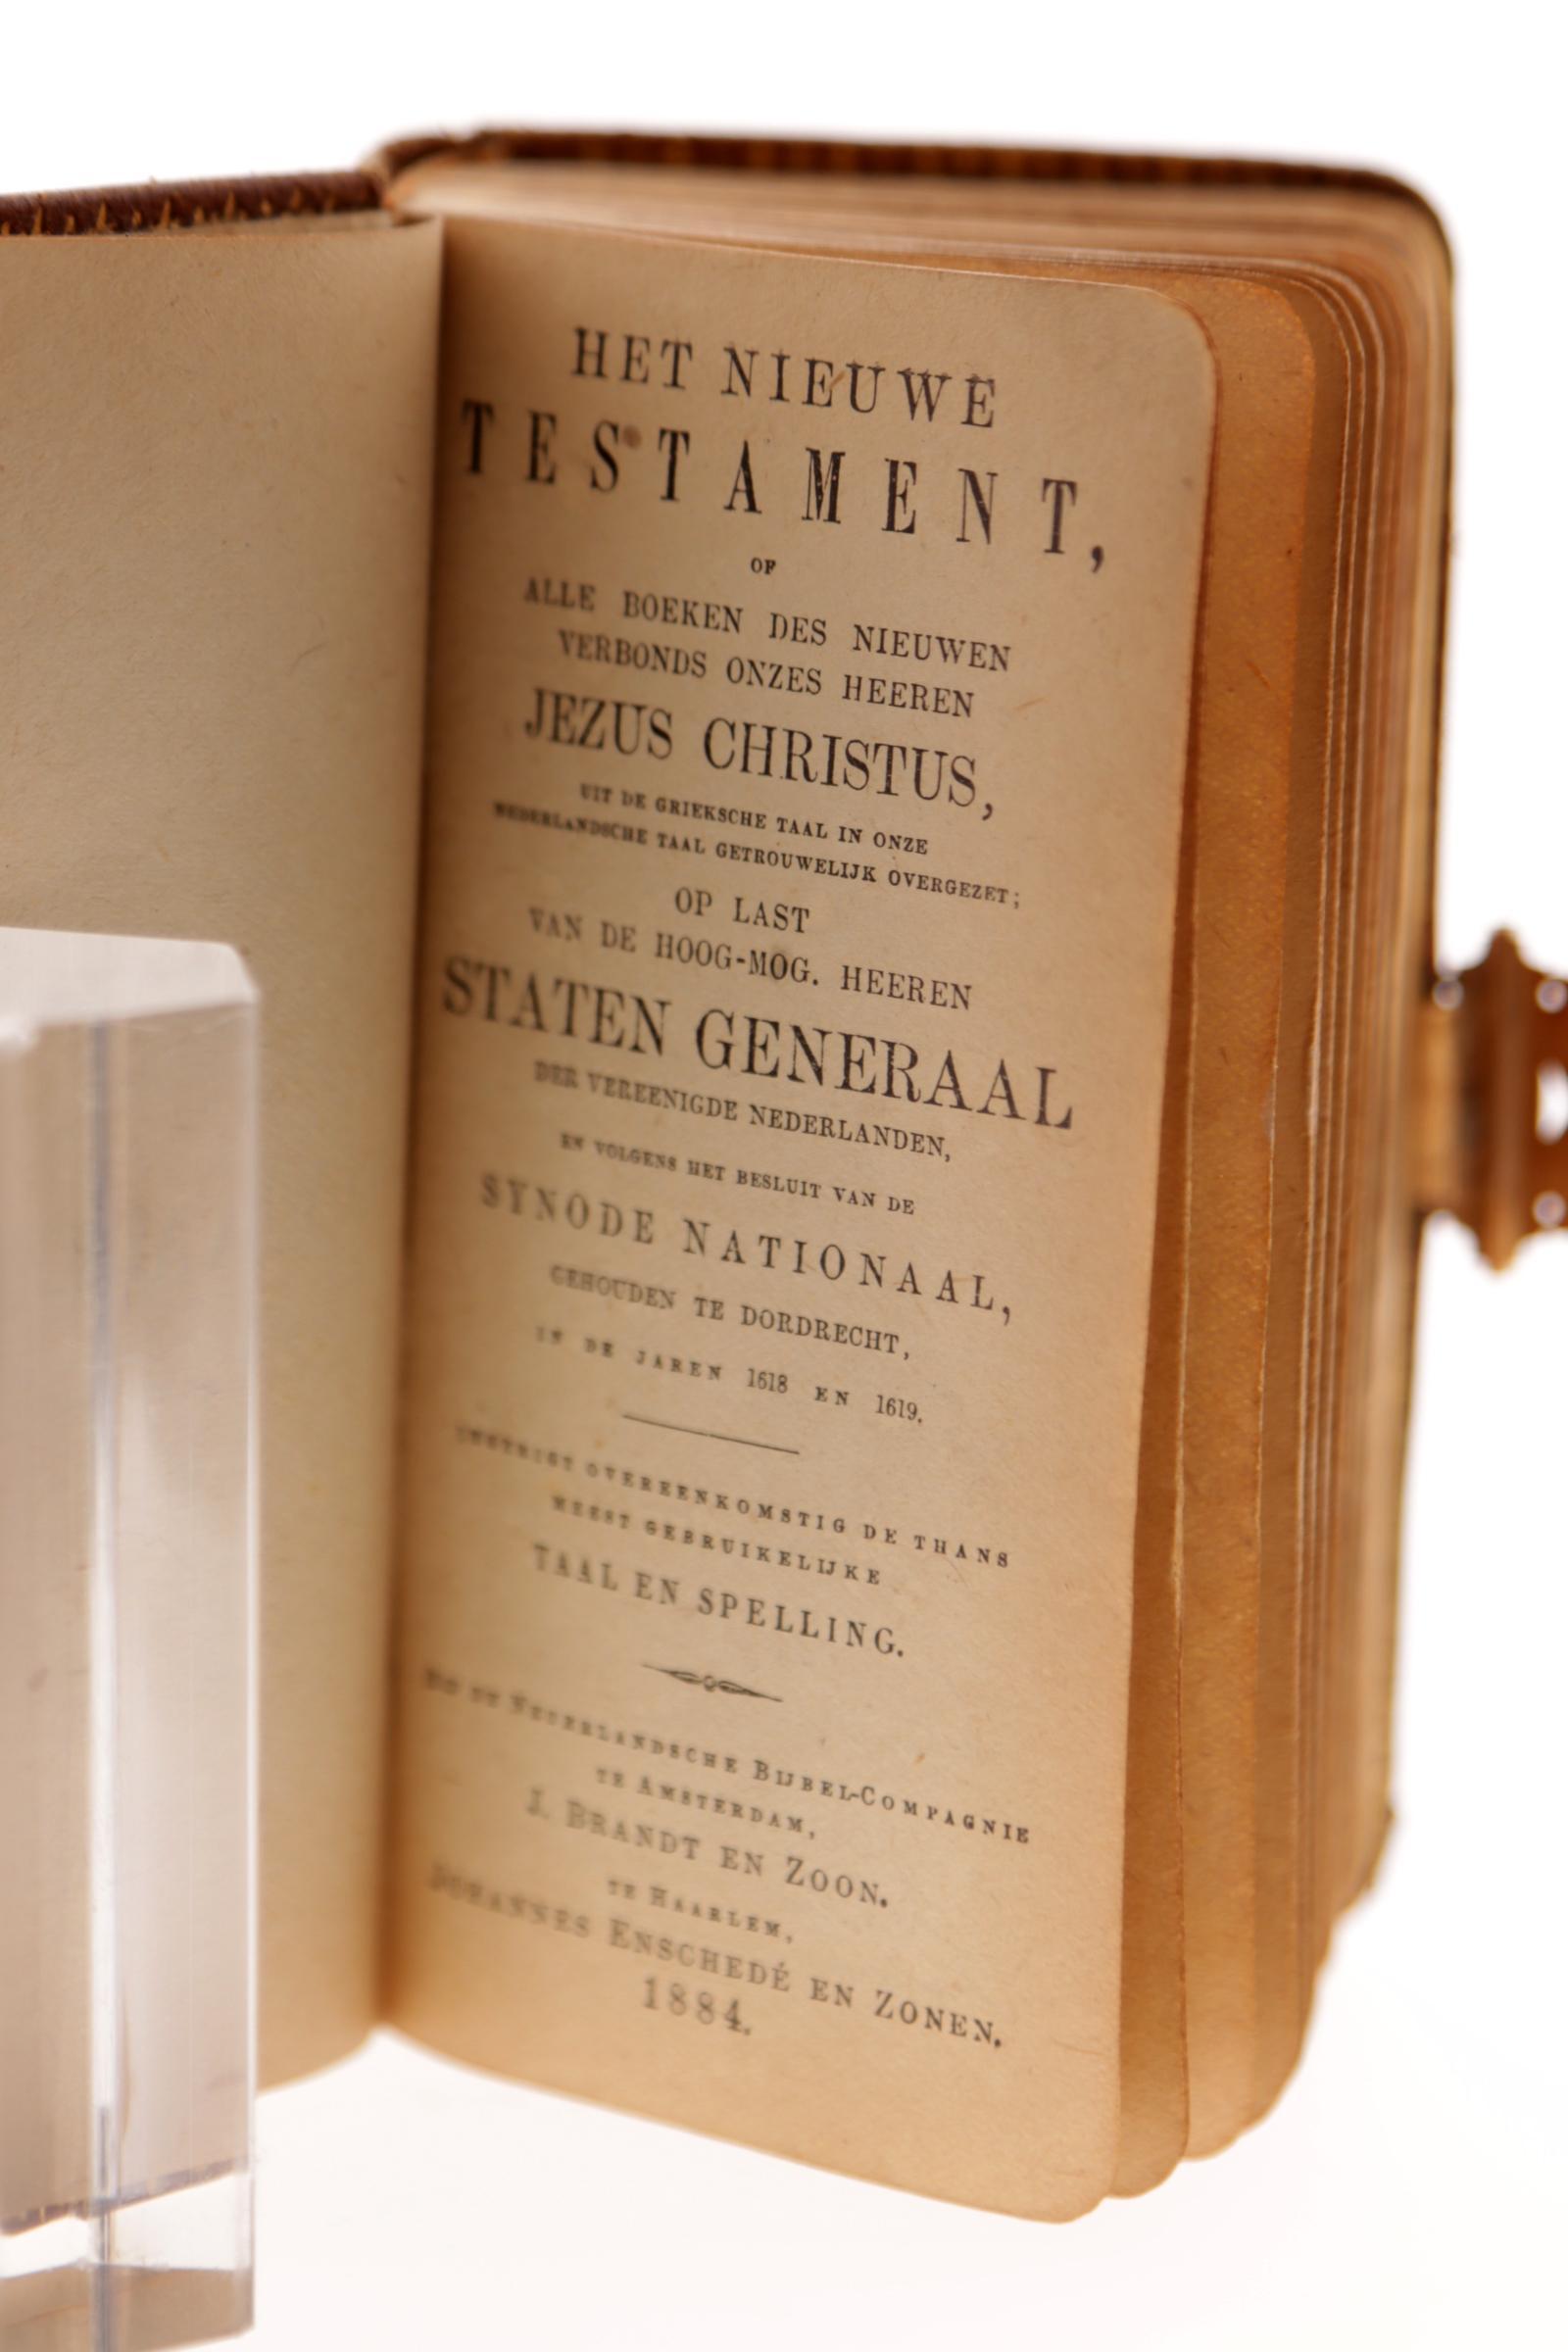 HET NIEUWE
TESTAMENT,
OF
ALLE BOEKEN DES NIEUWEN
VERBONDS ONZES HEEREN
JEZUS CHRISTUS,
UIT DE GRIEKSCHE TAAL IN ONZE
NEDERLANDSCHE TAAL GETROUWELIJK OVERGEZET;
OP LAST
VAN DE HOOG-MOG. HEEREN
STATEN GENERAAL
DER VEREENIGDE NEDERLANDEN,
EN VOLGENS HET BESLUIT VAN DE
SYNODE NATIONAAL,
GEHOUDEN TE DORDRECHT,
IN DE JAREN 1618 EN 1619.
OVEREENKOMSTIG DE THANS
MEEST GEBRUIKELIJKE
TAAL EN SPELLING.
NEDERLANDSCHE BIJBEL-COMPAGNIE
TE AMSTERDAM,
J. BRANDT EN ZOON.
TE HAARLEM,
JOHANNES ENSCHEDÉ EN ZONEN.
1884.